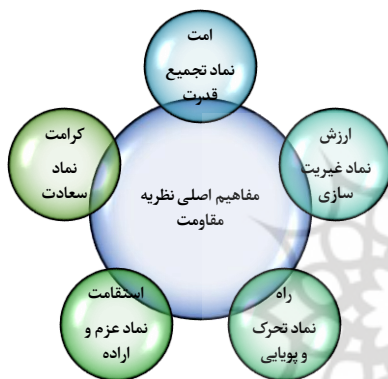 امت
نماد تجمیع
قدرت
ارزش
نماد غیریت
سازی
راه
نماد تحرک
و پویایی
استقامت
نماد عزم و
اراده
کرامت
نماد
سعادت
مفاهیم اصلی نظریه
مقاومت